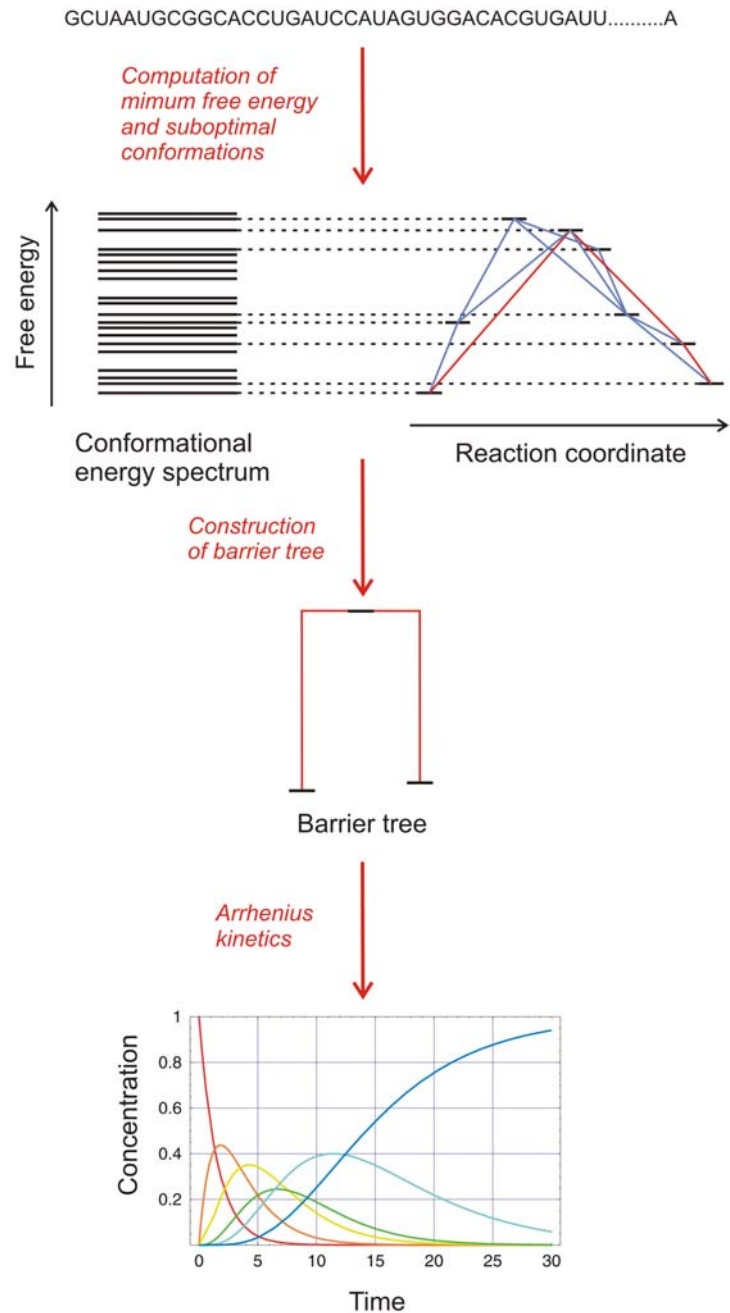 GCUAAUGCGGCACCUGAUCCAUAGUGGACACGUGAUU..........A
Computation of
mimum free energy
and suboptimal
conformations
Free energy
Conformational
energy spectrum
Reaction coordinate
Construction
of barrier tree
Barrier tree
Arrhenius
kinetics
Concentration
1
0.8
0.6
0.4
0.2
0 5 10 15 20 25 30
Time